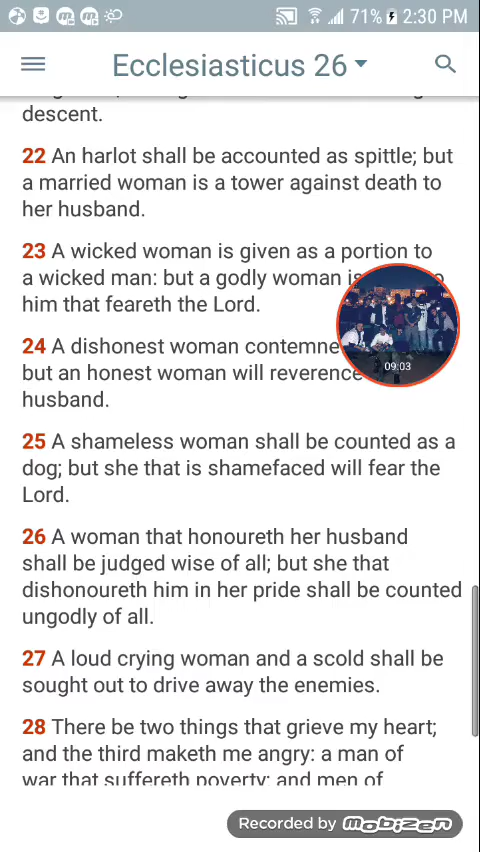 71% 2:30 PM
Ecclesiasticus 26
descent.
22 An harlot shall be accounted as spittle; but
a married woman is a tower against death to
her husband.
23 A wicked woman is given as a portion to
a wicked man: but a godly woman is
him that feareth the Lord.
24 A dishonest woman contemne
but an honest woman will reverence
husband.
25 A shameless woman shall be counted as a
dog; but she that is shamefaced will fear the
Lord.
26 A woman that honoureth her husband
shall be judged wise of all; but she that
dishonoureth him in her pride shall be counted
ungodly of all.
27 A loud crying woman and a scold shall be
sought out to drive away the enemies.
28 There be two things that grieve my heart;
and the third maketh me angry: a man of
war that suffereth poverty; and men of
09:03
Recorded by Mobizen